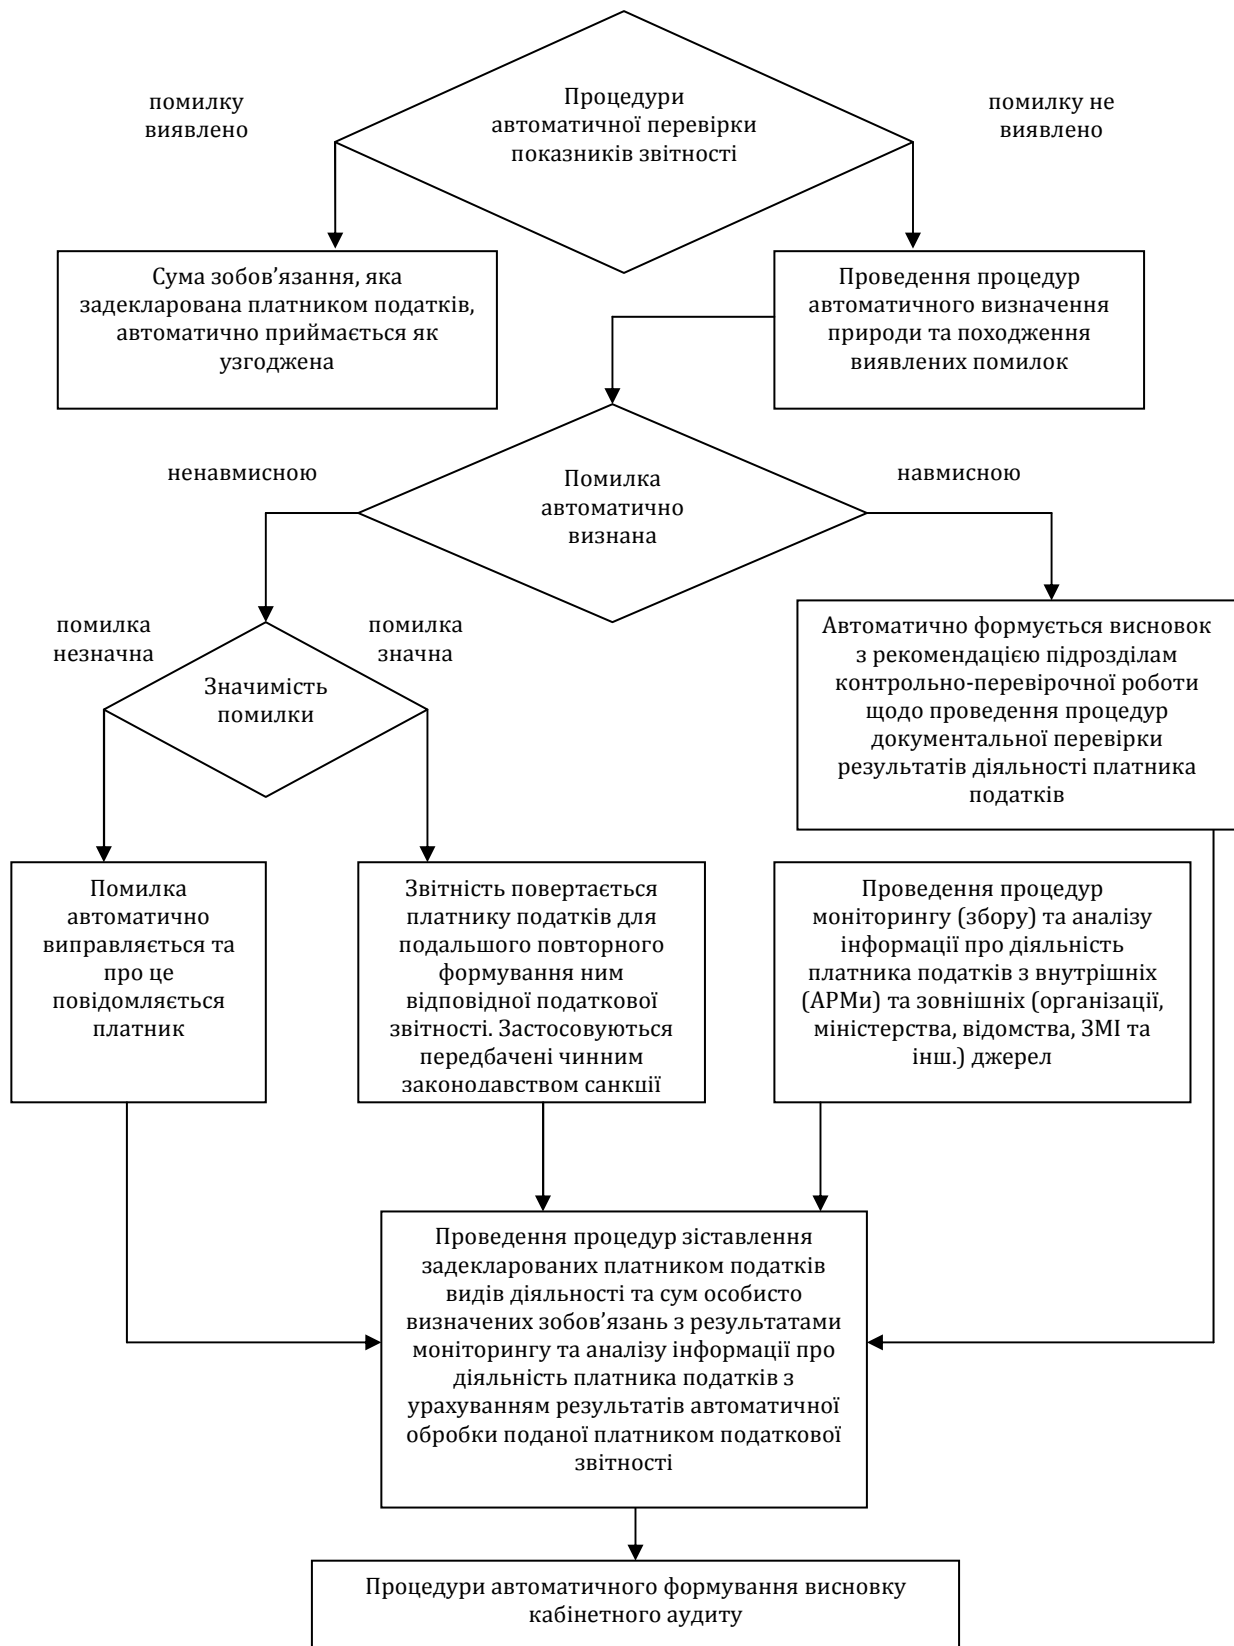 помилку
виявлено
Процедури
автоматичної перевірки
показників звітності
помилку не
виявлено
Сума зобов’язання, яка
задекларована платником податків,
автоматично приймається як
узгоджена
Проведення процедур
автоматичного визначення
природи та походження
виявлених помилок
ненавмисною
Помилка
автоматично
визнана
навмисною
помилка
незначна
Значимість
помилки
помилка
значна
Автоматично формується висновок
з рекомендацією підрозділам
контрольно-перевірочної роботи
щодо проведення процедур
документальної перевірки
результатів діяльності платника
податків
Помилка
автоматично
виправляється та
про це
повідомляється
платник
Звітність повертається
платнику податків для
подальшого повторного
формування ним
відповідної податкової
звітності. Застосовуються
передбачені чинним
законодавством санкції
Проведення процедур
моніторингу (збору) та аналізу
інформації про діяльність
платника податків з внутрішніх
(АРМи) та зовнішніх (організації,
міністерства, відомства, ЗМІ та
інш.) джерел
Проведення процедур зіставлення
задекларованих платником податків
видів діяльності та сум особисто
визначених зобов’язань з результатами
моніторингу та аналізу інформації про
діяльність платника податків з
урахуванням результатів автоматичної
обробки поданої платником податкової
звітності
Процедури автоматичного формування висновку
кабінетного аудиту